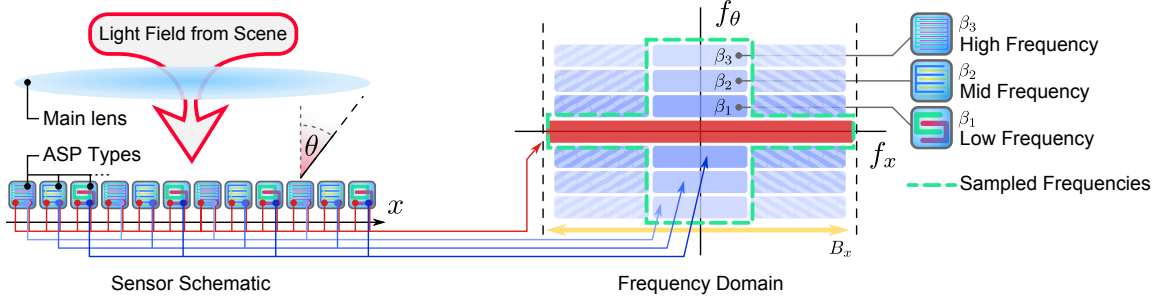 Light Field from Scene
Main lens
ASP Types
θ
x
Sensor Schematic
f_θ
β_3
β_2
β_1
f_x
B_x
Frequency Domain
β_3
High Frequency
β_2
Mid Frequency
β_1
Low Frequency
Sampled Frequencies